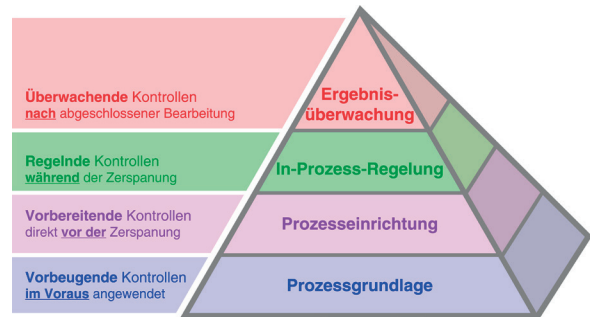 Überwachende Kontrollen
nach abgeschlossener Bearbeitung
Ergebnis-
überwachung
Regelnde Kontrollen
während der Zerspanung
In-Prozess-Regelung
Vorbereitende Kontrollen
direkt vor der Zerspanung
Prozesseinrichtung
Vorbeugende Kontrollen
im Voraus angewendet
Prozessgrundlage